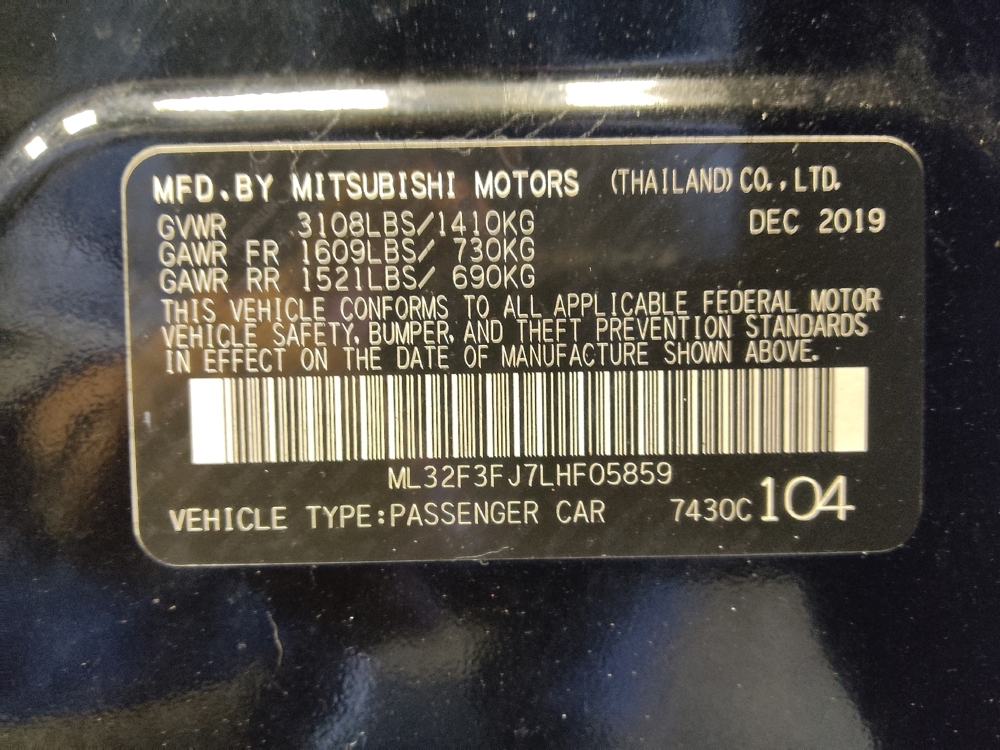 MFD.BY MITSUBISHI MOTORS (THAILAND) CO.,LTD.
GVWR 3108LBS/1410KG DEC 2019
GAWR FR 1609LBS/ 730KG
GAWR RR 1521LBS/ 690KG
THIS VEHICLE CONFORMS TO ALL APPLICABLE FEDERAL MOTOR
VEHICLE SAFETY, BUMPER, AND THEFT PREVENTION STANDARDS
IN EFFECT ON THE DATE OF MANUFACTURE SHOWN ABOVE.
ML32F3FJ7LHF05859
VEHICLE TYPE:PASSENGER CAR 7430C104